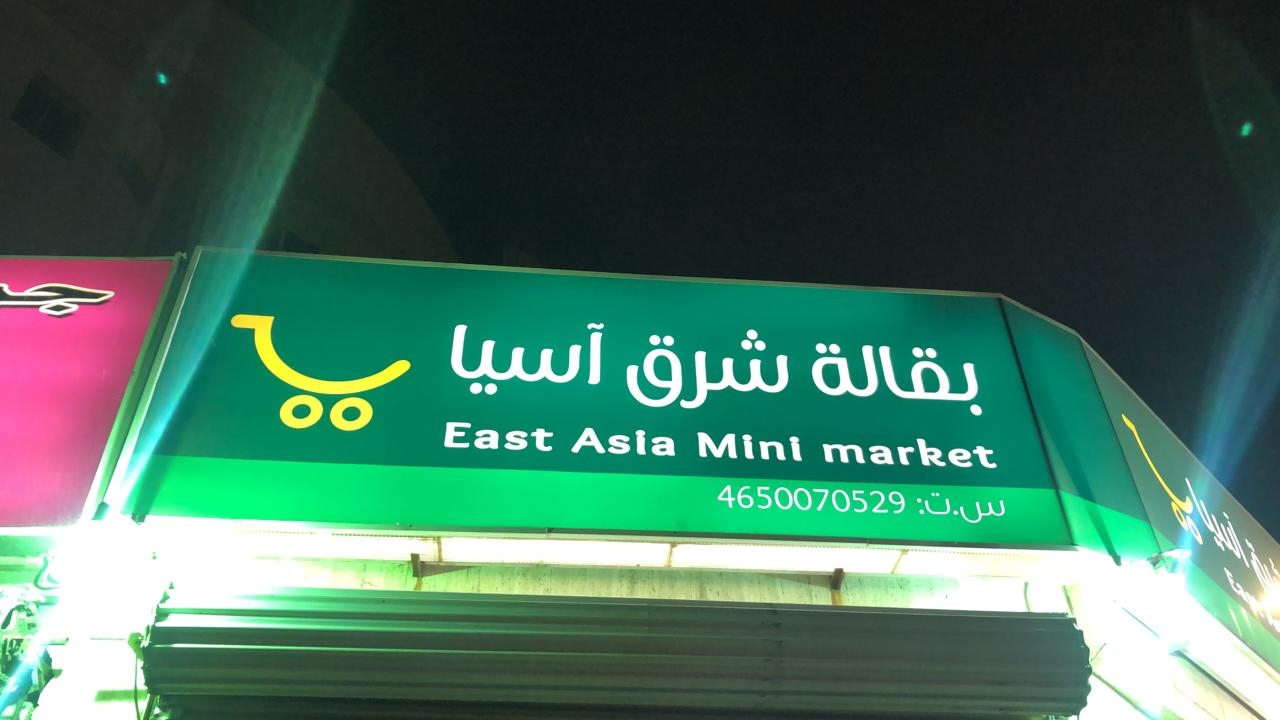 بقالة شرق آسيا
East Asia Mini market
س.ت: 4650070529